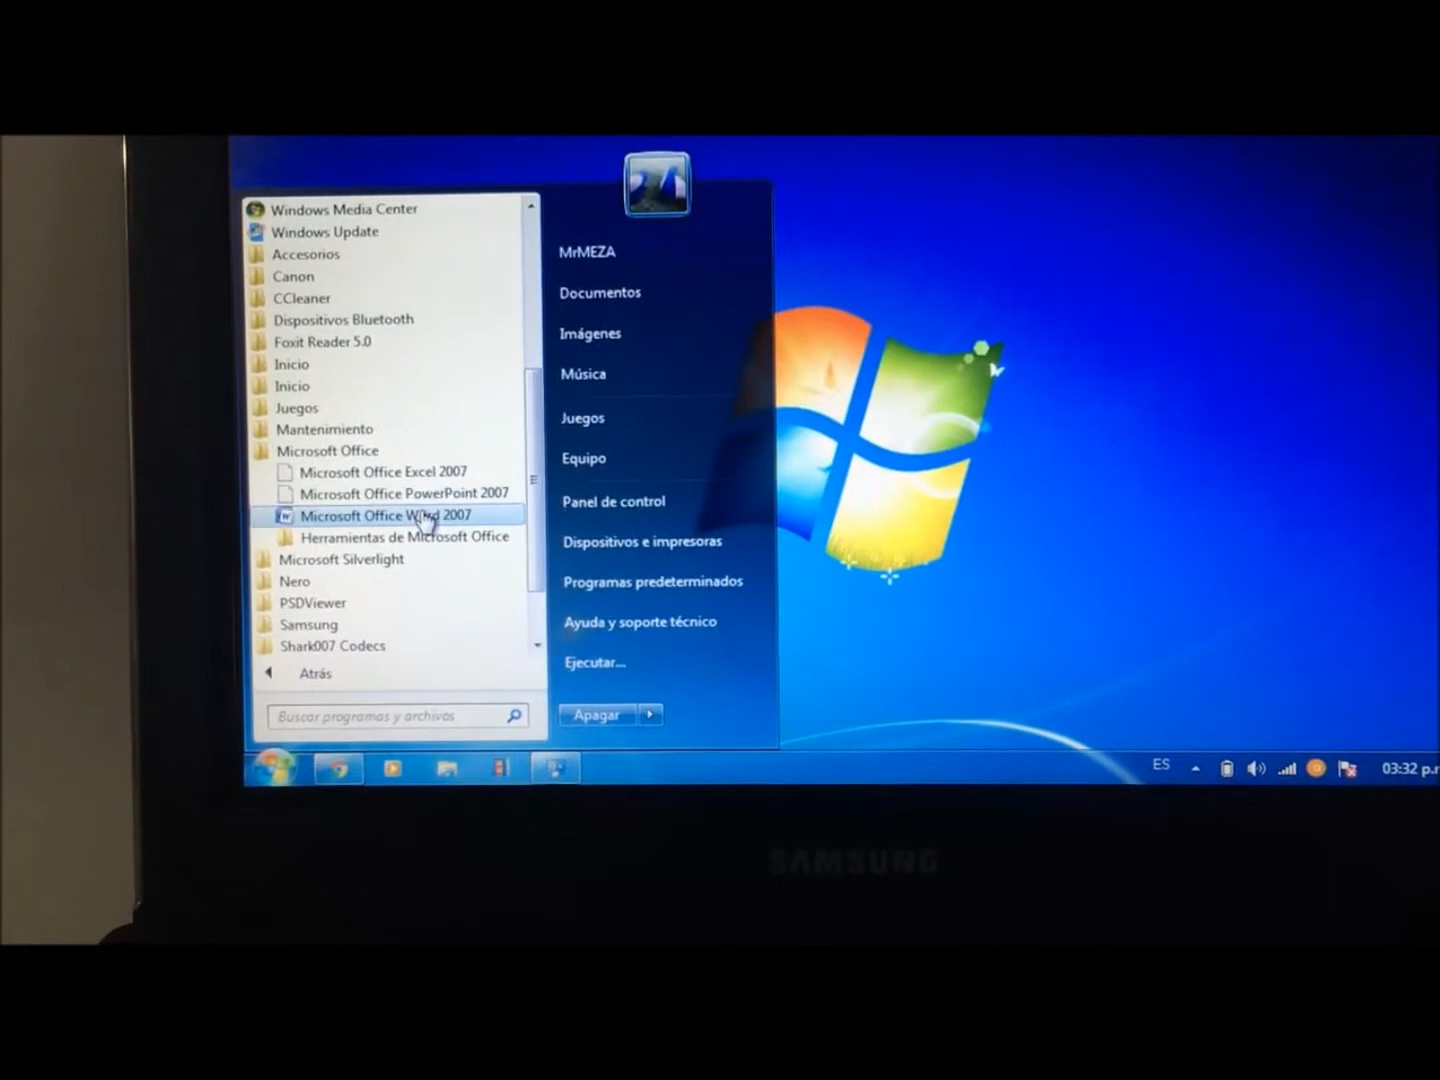 Windows Media Center
Windows Update
Accesorios
Canon
CCleaner
Dispositivos Bluetooth
Foxit Reader 5.0
Inicio
Inicio
Juegos
Mantenimiento
Microsoft Office
Microsoft Office Excel 2007
Microsoft Office PowerPoint 2007
Microsoft Office Word 2007
Herramientas de Microsoft Office
Microsoft Silverlight
Nero
PSDViewer
Samsung
Shark007 Codecs
Atrás
Buscar programas y archivos
MrMEZA
Documentos
Imágenes
Música
Juegos
Equipo
Panel de control
Dispositivos e impresoras
Programas predeterminados
Ayuda y soporte técnico
Ejecutar...
Apagar
ES
03:32 p.
SAMSUNG